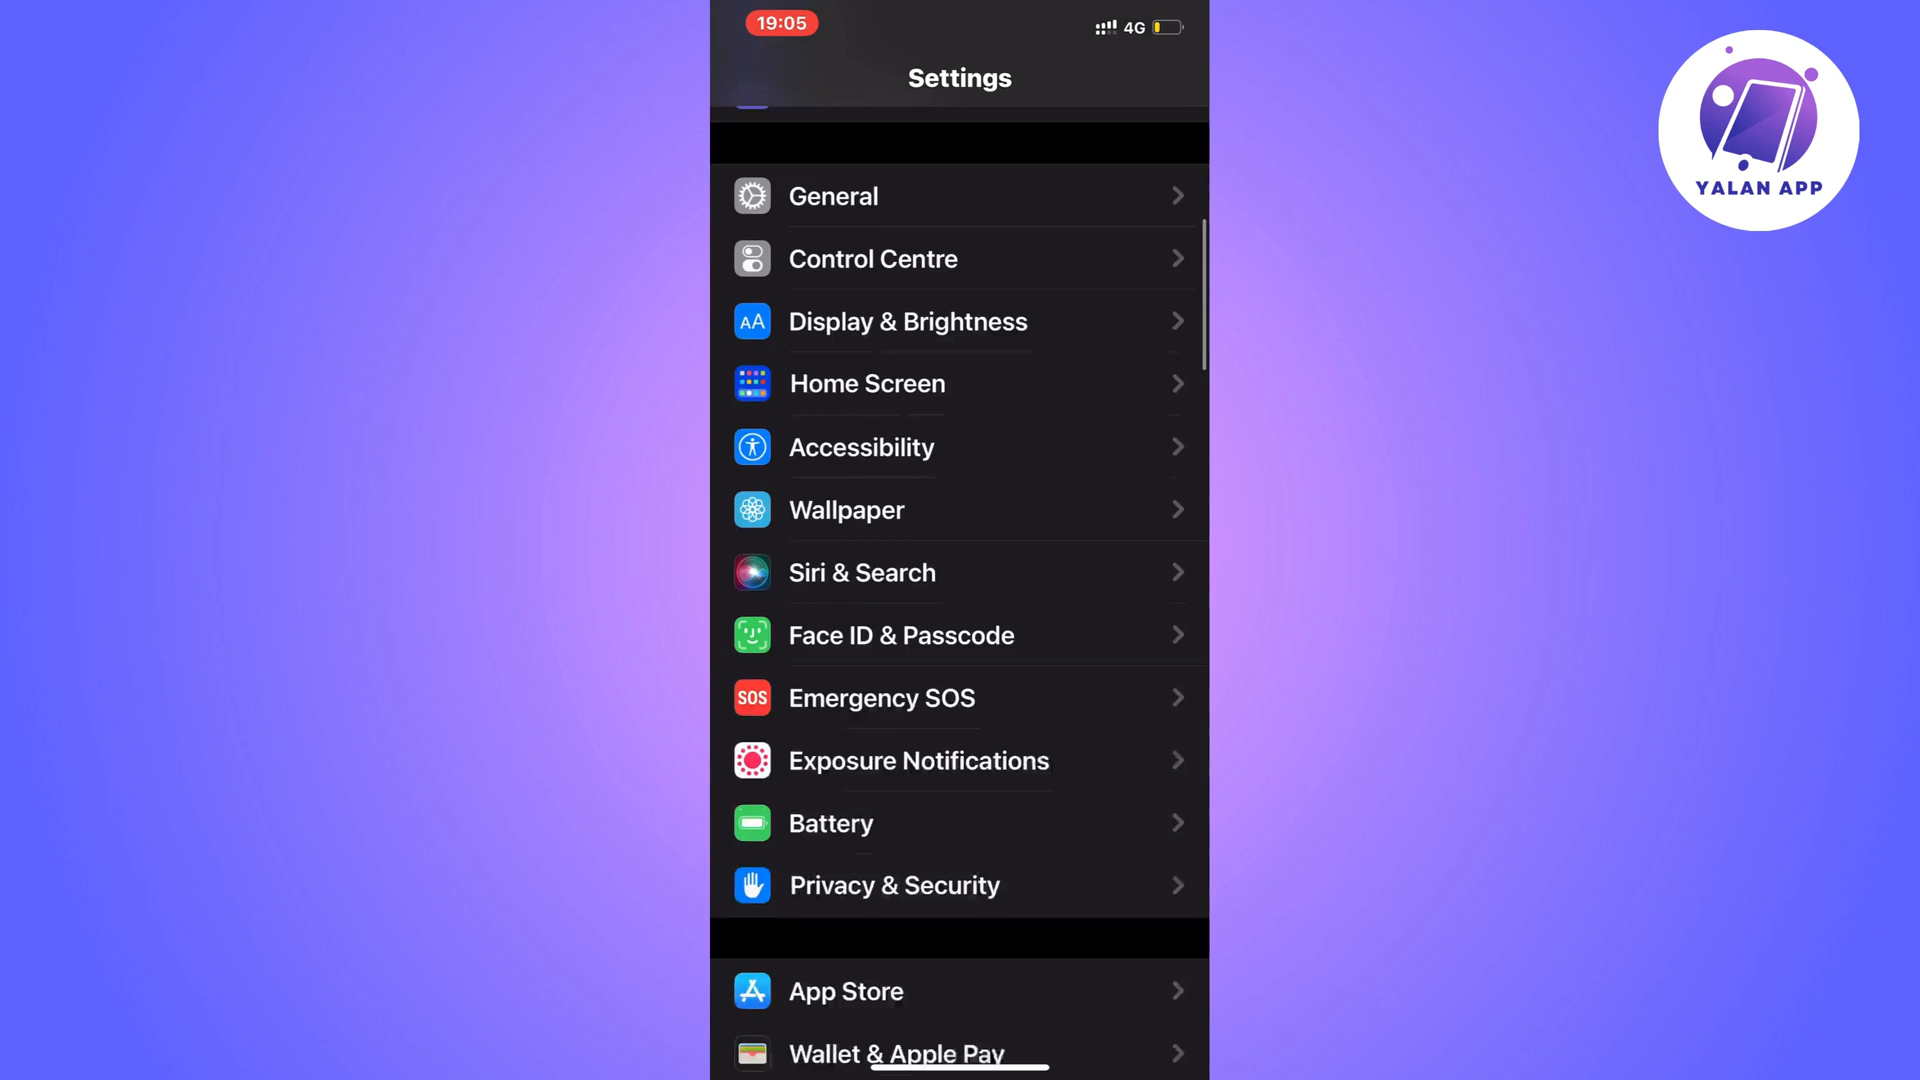 19:05
4G
Settings
YALAN APP
General
Control Centre
AA
Display & Brightness
Home Screen
Accessibility
Wallpaper
Siri & Search
Face ID & Passcode
SOS
Emergency SOS
Exposure Notifications
Battery
Privacy & Security
App Store
Wallet & Apple Pay